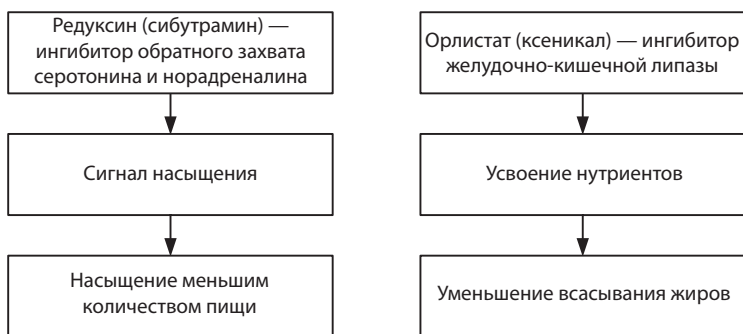 Редуксин (сибутрамин) —
ингибитор обратного захвата
серотонина и норадреналина
Сигнал насыщения
Насыщение меньшим
количеством пищи
Орлистат (ксеникал) — ингибитор
желудочно-кишечной липазы
Усвоение нутриентов
Уменьшение всасывания жиров